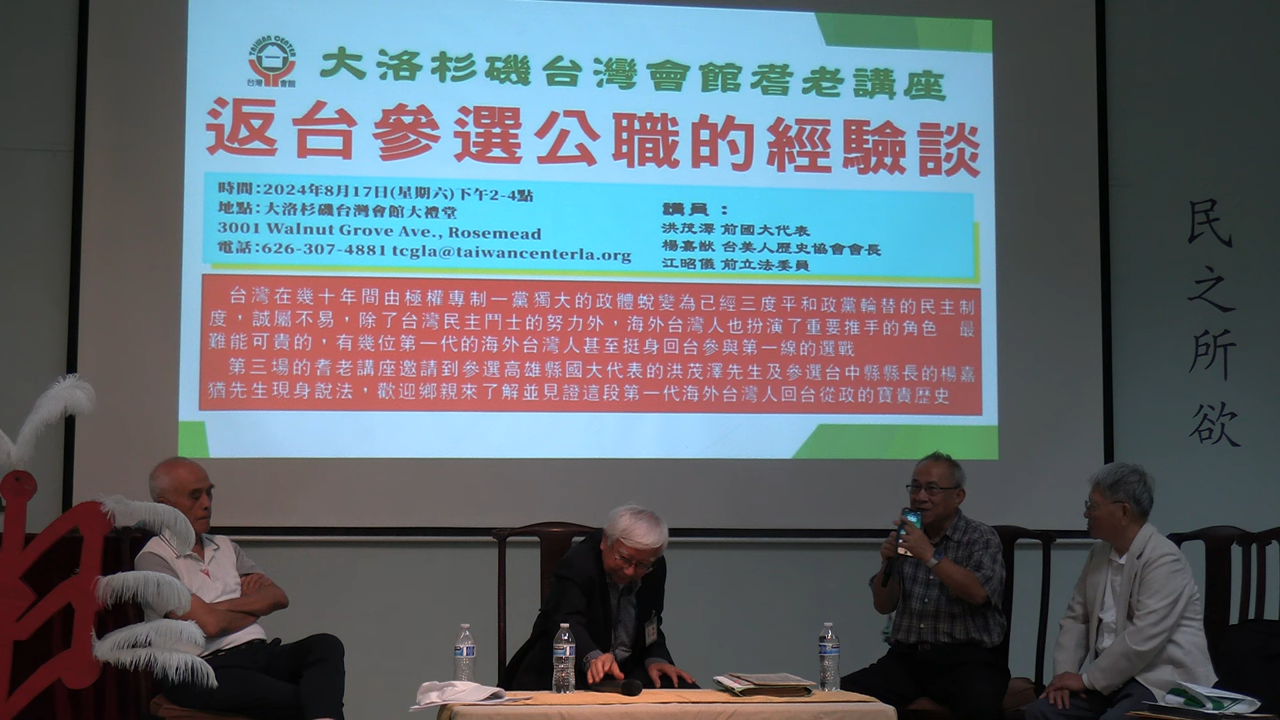 TAIWAN CENTER
台灣 會館
大洛杉磯台灣會館耆老講座
返台參選公職的經驗談
時間：2024年8月17日(星期六)下午2-4點
地點：大洛杉磯台灣會館大禮堂
3001 Walnut Grove Ave., Rosemead
電話：626-307-4881 tcgla@taiwancenterla.org
講員：
洪茂澤 前國大代表
楊嘉猷 台美人歷史協會會長
江昭儀 前立法委員
台灣在幾十年間由極權專制一黨獨大的政體蛻變為已經三度平和政黨輪替的民主制
度，誠屬不易，除了台灣民主鬥士的努力外，海外台灣人也扮演了重要推手的角色 最
難能可貴的，有幾位第一代的海外台灣人甚至挺身回台參與第一線的選戰
第三場的耆老講座邀請到參選高雄縣國大代表的洪茂澤先生及參選台中縣縣長的楊嘉
猶先生現身說法，歡迎鄉親來了解並見證這段第一代海外台灣人回台從政的寶貴歷史
民之所欲